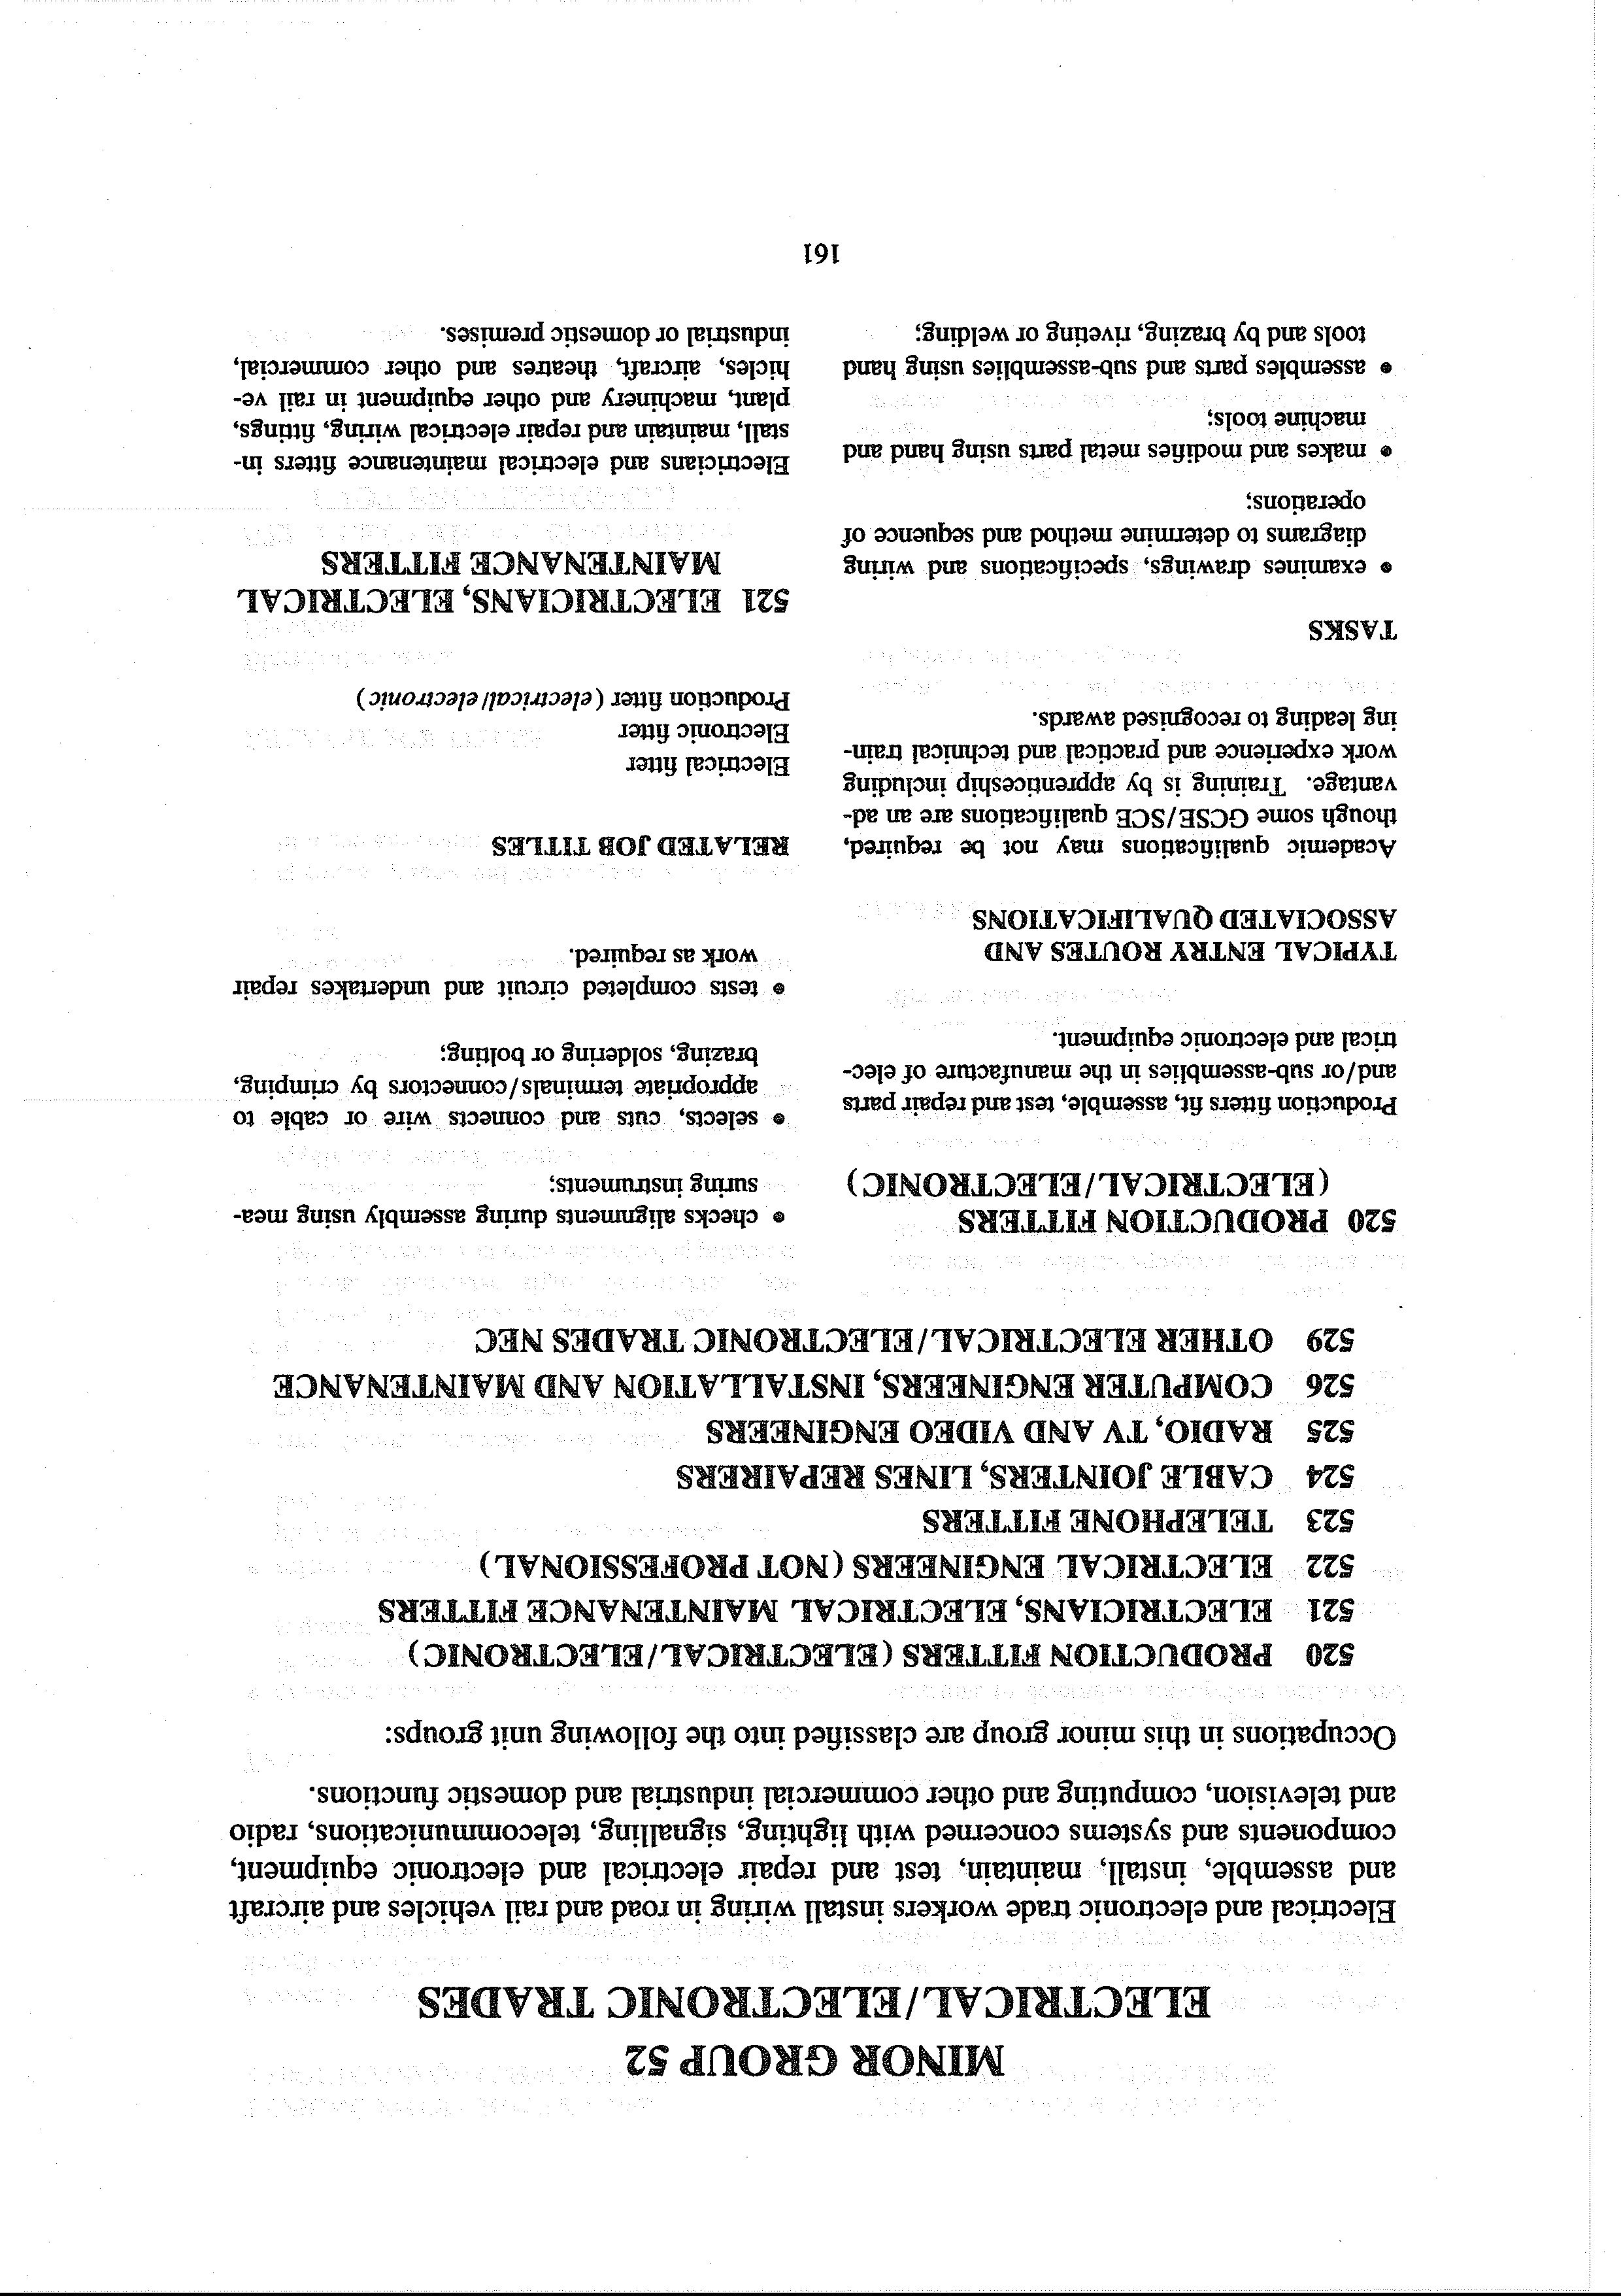 MINOR GROUP 52
ELECTRICAL/ELECTRONIC TRADES
Electrical and electronic trade workers install wiring in road and rail vehicles and aircraft
and assemble, install, maintain, test and repair electrical and electronic equipment,
components and systems concerned with lighting, signalling, telecommunications, radio
and television, computing and other commercial industrial and domestic functions.
Occupations in this minor group are classified into the following unit groups:
520 PRODUCTION FITTERS (ELECTRICAL/ELECTRONIC)
521 ELECTRICIANS, ELECTRICAL MAINTENANCE FITTERS
522 ELECTRICAL ENGINEERS (NOT PROFESSIONAL)
523 TELEPHONE FITTERS
524 CABLE JOINTERS, LINES REPAIRERS
525 RADIO, TV AND VIDEO ENGINEERS
526 COMPUTER ENGINEERS, INSTALLATION AND MAINTENANCE
529 OTHER ELECTRICAL/ELECTRONIC TRADES NEC
520 PRODUCTION FITTERS
(ELECTRICAL/ELECTRONIC)
Production fitters fit, assemble, test and repair parts
and/or sub-assemblies in the manufacture of elec-
trical and electronic equipment.
TYPICAL ENTRY ROUTES AND
ASSOCIATED QUALIFICATIONS
Academic qualifications may not be required,
though some GCSE/SCE qualifications are an ad-
vantage. Training is by apprenticeship including
work experience and practical and technical train-
ing leading to recognised awards.
TASKS
• examines drawings, specifications and wiring
diagrams to determine method and sequence of
operations;
• makes and modifies metal parts using hand and
machine tools;
• assembles parts and sub-assemblies using hand
tools and by brazing, riveting or welding;
• checks alignments during assembly using mea-
suring instruments;
• selects, cuts and connects wire or cable to
appropriate terminals/connectors by crimping,
brazing, soldering or bolting;
• tests completed circuit and undertakes repair
work as required.
RELATED JOB TITLES
Electrical fitter
Electronic fitter
Production fitter (electrical/electronic)
521 ELECTRICIANS, ELECTRICAL
MAINTENANCE FITTERS
Electricians and electrical maintenance fitters in-
stall, maintain and repair electrical wiring, fittings,
plant, machinery and other equipment in rail ve-
hicles, aircraft, theatres and other commercial,
industrial or domestic premises.
161